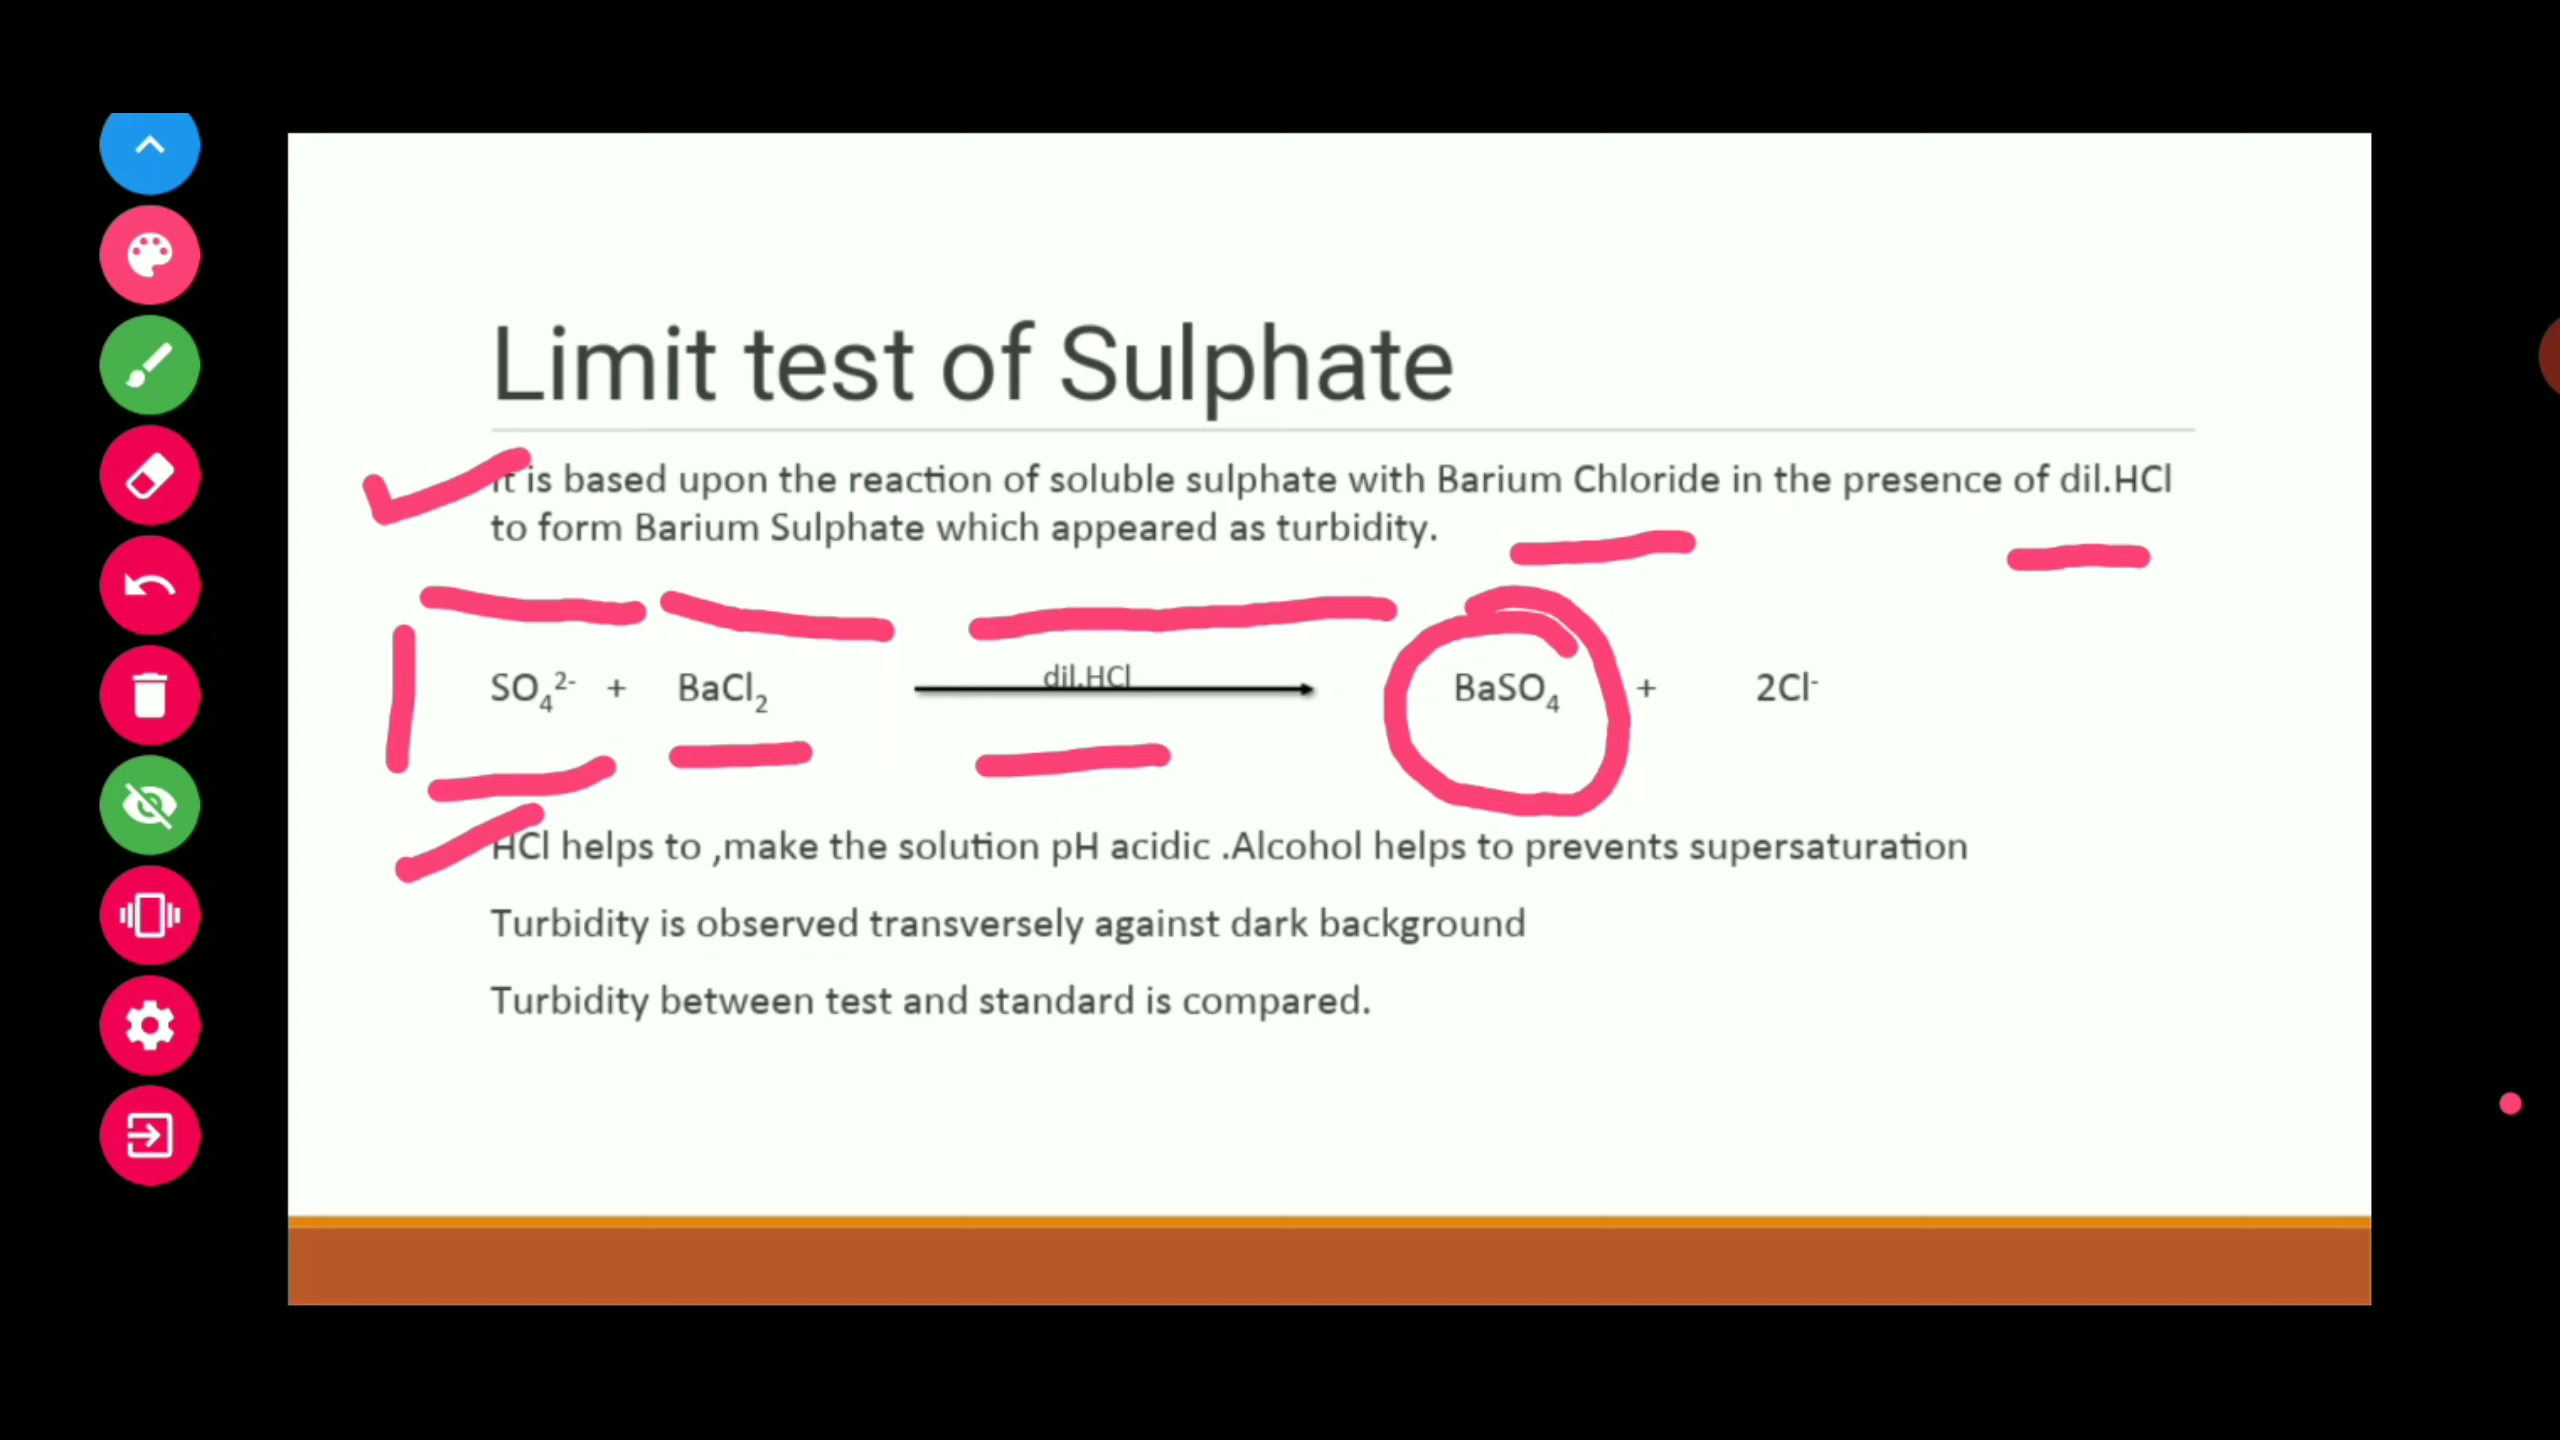 Limit test of Sulphate
It is based upon the reaction of soluble sulphate with Barium Chloride in the presence of dil.HCl
to form Barium Sulphate which appeared as turbidity.
dil.HCl
SO₄²⁻ + BaCl₂ BaSO₄ + 2Cl⁻
HCl helps to ,make the solution pH acidic .Alcohol helps to prevents supersaturation
Turbidity is observed transversely against dark background
Turbidity between test and standard is compared.